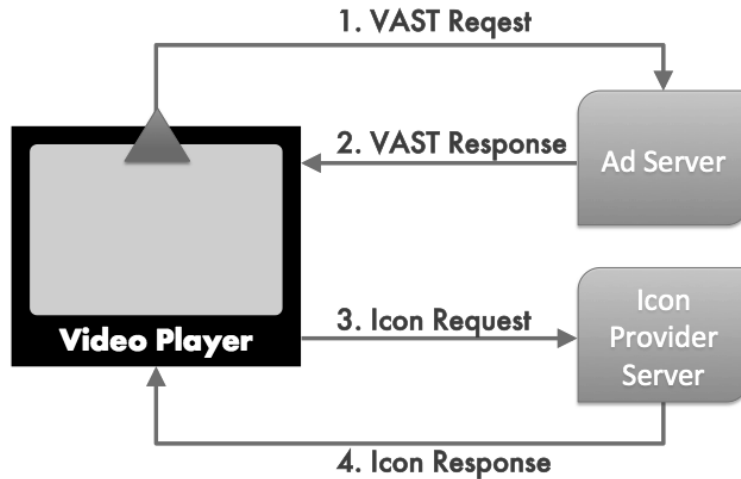 1. VAST Reqest
2. VAST Response
Ad Server
Video Player
3. Icon Request
Icon
Provider
Server
4. Icon Response